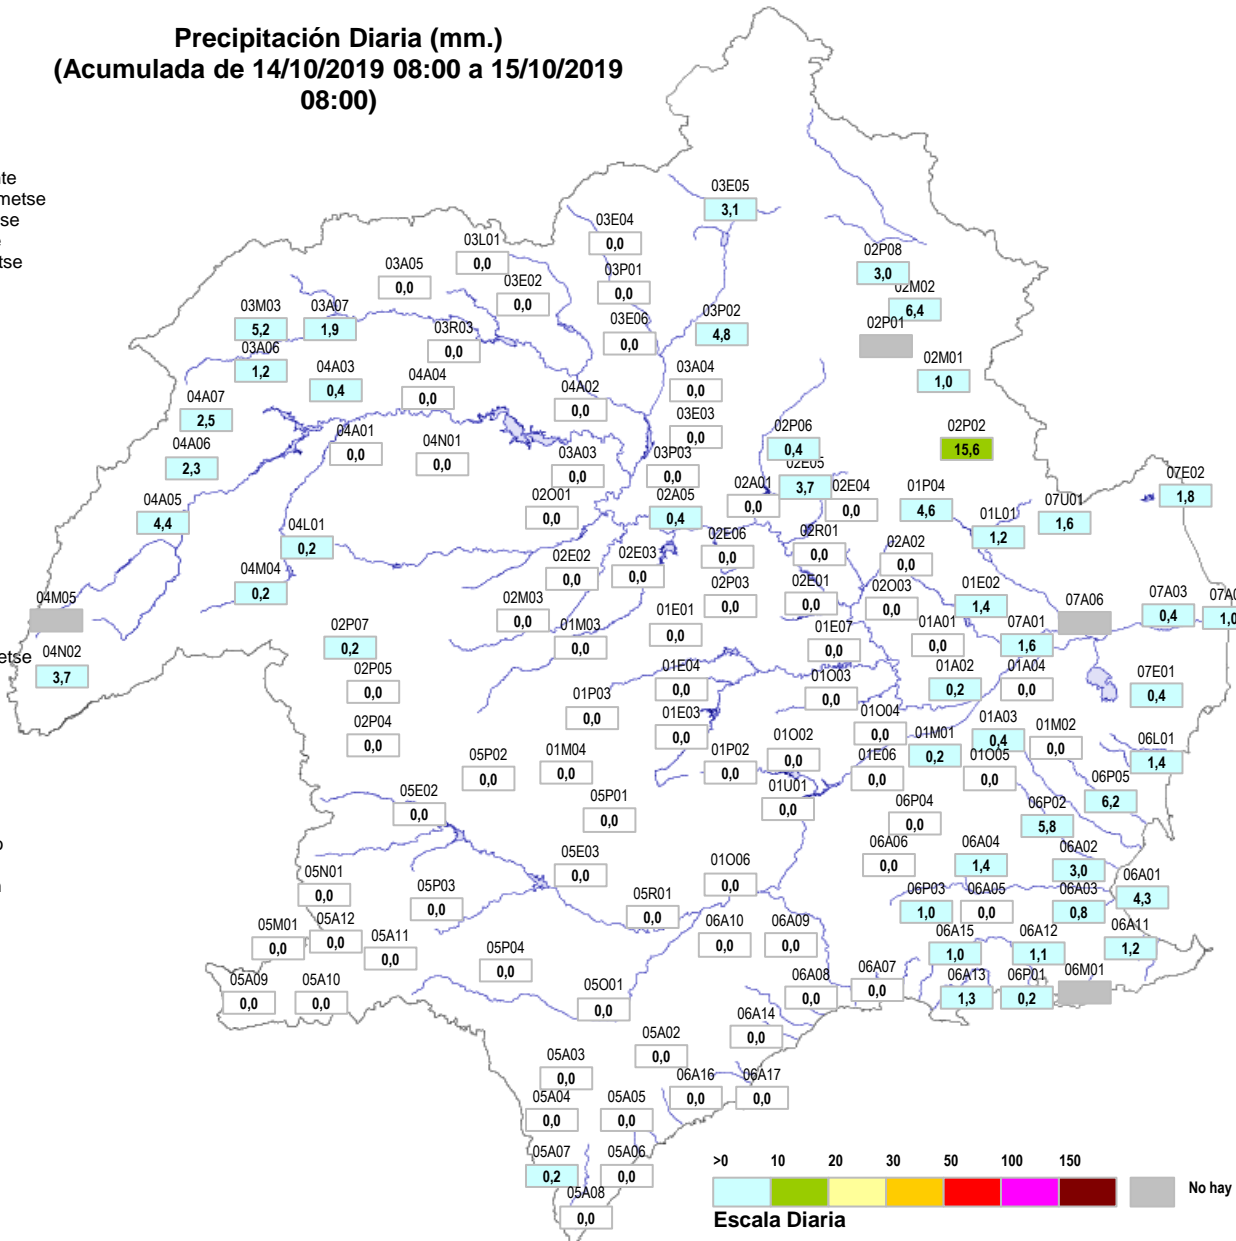 Precipitación Diaria (mm.)
(Acumulada de 14/10/2019 08:00 a 15/10/2019
08:00)
03E05
3,1
03E04
0,0
03L01
0,0
03A05
0,0
03E02
0,0
03P01
0,0
02P08
3,0
02M02
6,4
03M03
5,2
03A07
1,9
03R03
0,0
03E06
0,0
03P02
4,8
02P01
03A06
1,2
04A03
0,4
04A04
0,0
04A02
0,0
03A04
0,0
02M01
1,0
04A07
2,5
03E03
0,0
02P06
0,4
02P02
15,6
04A06
2,3
04A01
0,0
04N01
0,0
03A03
0,0
03P03
0,0
02E05
3,7
07E02
1,8
04A05
4,4
02O01
0,0
02A05
0,4
02A01
0,0
02E04
0,0
01P04
4,6
01L01
1,2
07U01
1,6
04L01
0,2
02E06
0,0
02R01
0,0
02A02
0,0
04M04
0,2
02E02
0,0
02E03
0,0
02P03
0,0
02E01
0,0
02O03
0,0
01E02
1,4
07A06
07A03
0,4
1,0
04M05
02M03
0,0
01M03
0,0
01E01
0,0
01E07
0,0
01A01
0,0
07A01
1,6
04N02
3,7
02P07
0,2
02P05
0,0
01E04
0,0
01O03
0,0
01A02
0,2
01A04
0,0
07E01
0,4
02P04
0,0
01P03
0,0
01E03
0,0
01O04
0,0
01M01
0,2
01A03
0,4
01M02
0,0
06L01
1,4
05P02
0,0
01M04
0,0
01P02
0,0
01O02
0,0
01E06
0,0
01O05
0,0
06P05
6,2
05E02
0,0
05P01
0,0
01U01
0,0
06P04
0,0
06P02
5,8
05E03
0,0
01O06
0,0
06A06
0,0
06A04
1,4
06A02
3,0
06A01
4,3
05N01
0,0
05P03
0,0
05R01
0,0
06P03
1,0
06A05
0,0
06A03
0,8
05M01
0,0
05A12
0,0
05A11
0,0
06A10
0,0
06A09
0,0
06A15
1,0
06A12
1,1
06A11
1,2
05P04
0,0
05A09
0,0
05A10
0,0
05O01
0,0
06A08
0,0
06A07
0,0
06A13
1,3
06P01
0,2
06M01
06A14
0,0
05A02
0,0
05A03
0,0
06A16
0,0
06A17
0,0
05A04
0,0
05A05
0,0
05A07
0,2
05A06
0,0
05A08
0,0
>0 10 20 30 50 100 150
No hay
Escala Diaria